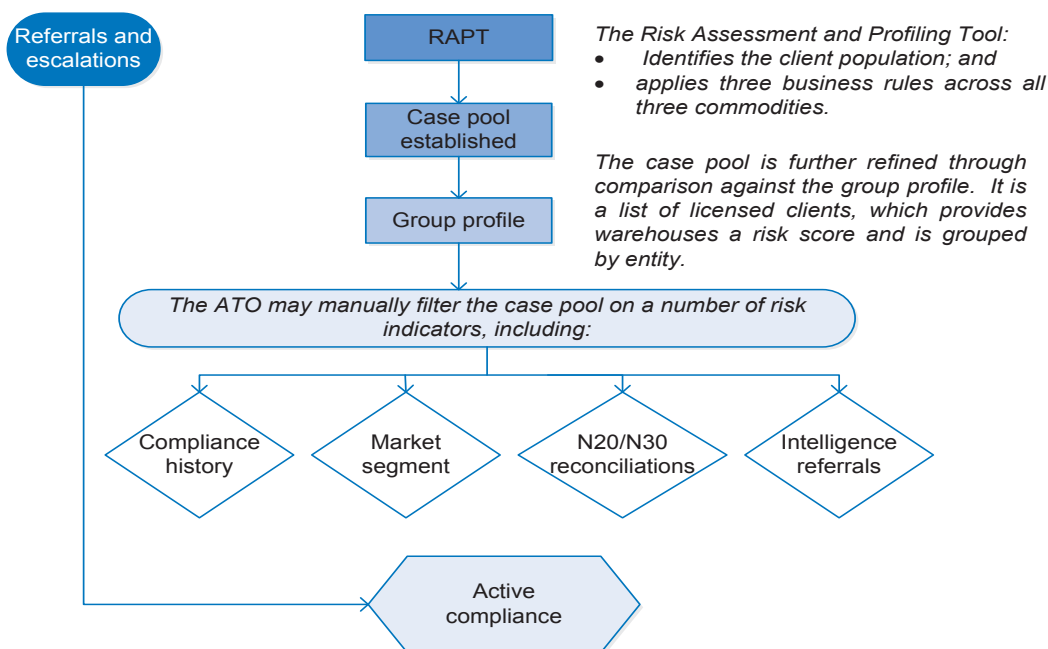 Referrals and
escalations
RAPT
The Risk Assessment and Profiling Tool:
• Identifies the client population; and
• applies three business rules across all
three commodities.
Case pool
established
The case pool is further refined through
comparison against the group profile. It is
a list of licensed clients, which provides
warehouses a risk score and is grouped
by entity.
Group profile
The ATO may manually filter the case pool on a number of risk
indicators, including:
Compliance
history
Market
segment
N20/N30
reconciliations
Intelligence
referrals
Active
compliance